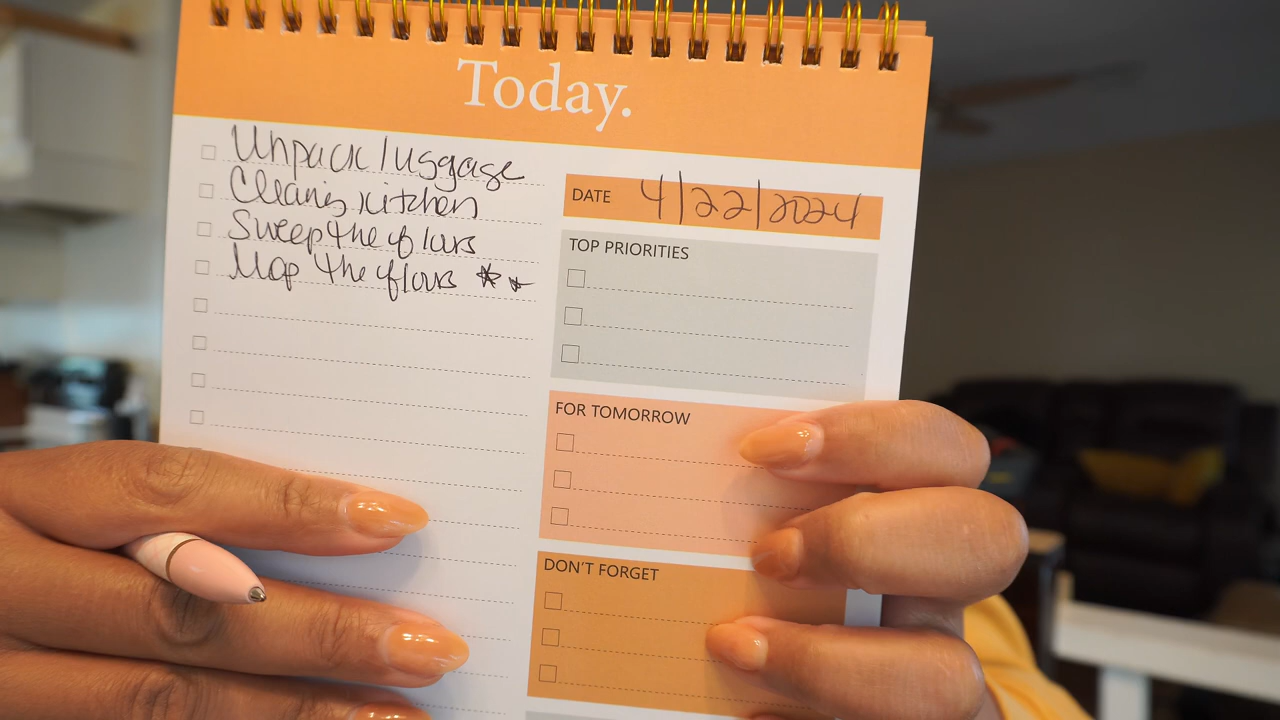 Today.
Unpack luggage
Cleaning kitchen
Sweep the floors
Mop the floors **
DATE 4/22/2024
TOP PRIORITIES
FOR TOMORROW
DON'T FORGET